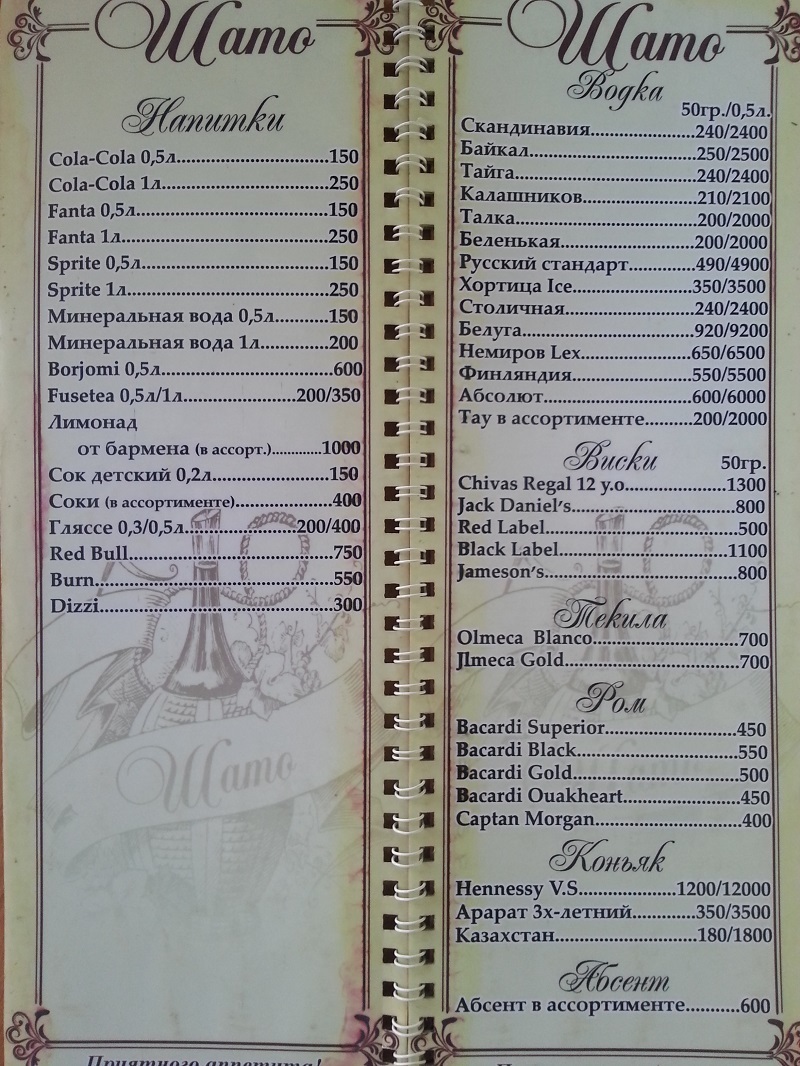 Шато
Напитки
Cola-Cola 0,5л.....150
Cola-Cola 1л.....250
Fanta 0,5л.....150
Fanta 1л.....250
Sprite 0,5л.....150
Sprite 1л.....250
Минеральная вода 0,5л.....150
Минеральная вода 1л.....200
Borjomi 0,5л.....600
Fusetea 0,5л/1л.....200/350
Лимонад
от бармена (в ассорт.).....1000
Сок детский 0,2л.....150
Соки (в ассортименте).....400
Гляссе 0,3/0,5л.....200/400
Red Bull.....750
Burn.....550
Dizzi.....300
Шато
Приятного аппетита!
Шато
Водка
50гр./0,5л.
Скандинавия.....240/2400
Байкал.....250/2500
Тайга.....240/2400
Калашников.....210/2100
Талка.....200/2000
Беленькая.....200/2000
Русский стандарт.....490/4900
Хортица Ice.....350/3500
Столичная.....240/2400
Белуга.....920/9200
Немиров Lex.....650/6500
Финляндия.....550/5500
Абсолют.....600/6000
Тау в ассортименте.....200/2000
Виски 50гр.
Chivas Regal 12 y.o.....1300
Jack Daniel's.....800
Red Label.....500
Black Label.....1100
Jameson's.....800
Текила
Olmeca Blanco.....700
Jlmeca Gold.....700
Ром
Bacardi Superior.....450
Bacardi Black.....550
Bacardi Gold.....500
Bacardi Ouakheart.....450
Captan Morgan.....400
Коньяк
Hennessy V.S.....1200/12000
Арарат 3х-летний.....350/3500
Казахстан.....180/1800
Абсент
Абсент в ассортименте.....600